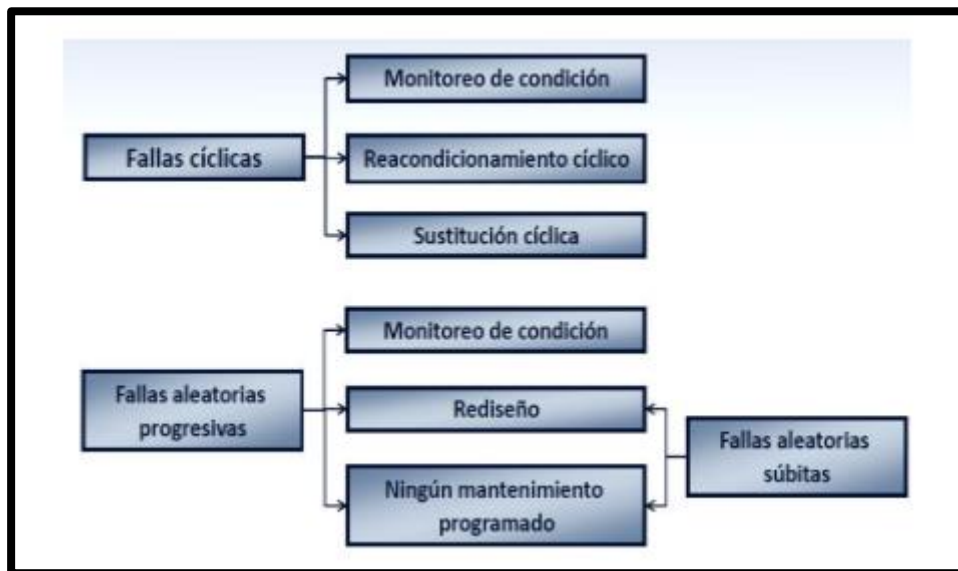 Monitoreo de condición
Fallas cíclicas
Reacondicionamiento cíclico
Sustitución cíclica
Monitoreo de condición
Fallas aleatorias
progresivas
Rediseño
Fallas aleatorias
súbitas
Ningún mantenimiento
programado